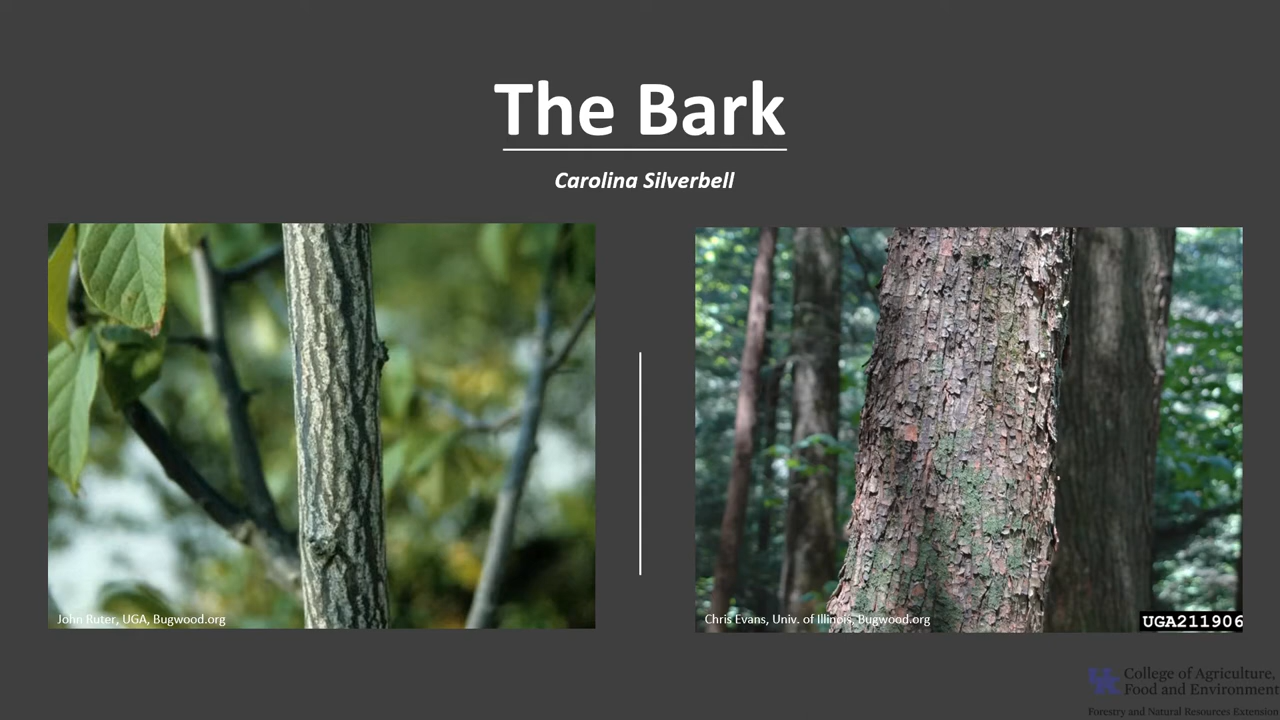 The Bark
Carolina Silverbell
John Ruter, UGA, Bugwood.org
Chris Evans, Univ. of Illinois, Bugwood.org
UGA211906
UK College of Agriculture,
Food and Environment
Forestry and Natural Resources Extension